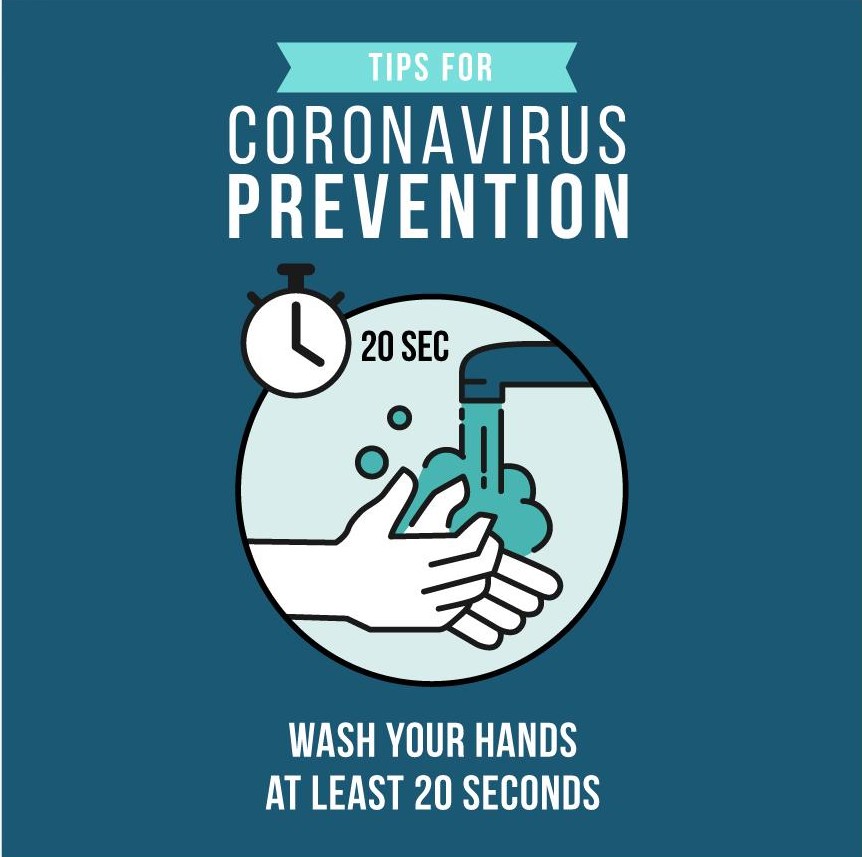 TIPS FOR
CORONAVIRUS
PREVENTION
20 SEC
WASH YOUR HANDS
AT LEAST 20 SECONDS